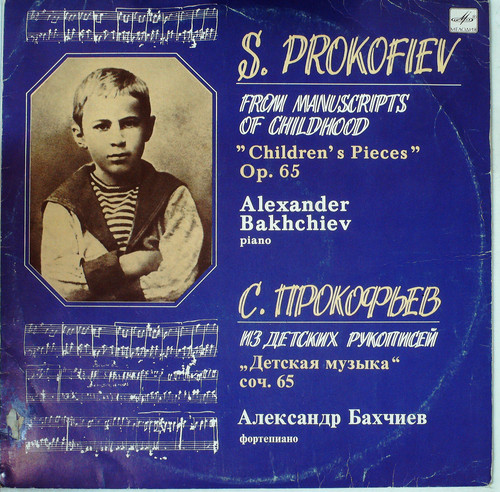 МЕЛОДИЯ
S. PROKOFIEV
FROM MANUSCRIPTS
OF CHILDHOOD
”Children's Pieces”
Op. 65
Alexander
Bakhchiev
piano
С. ПРОКОФЬЕВ
ИЗ ДЕТСКИХ РУКОПИСЕЙ
„Детская музыка“
соч. 65
Александр Бахчиев
фортепиано